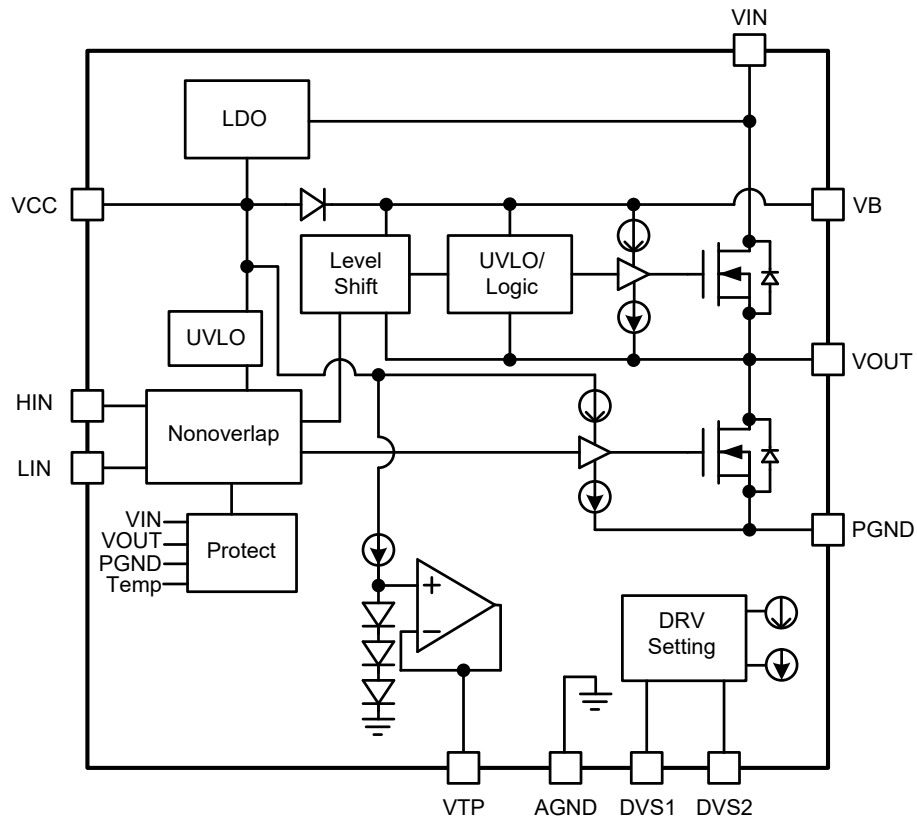 VIN
LDO
VCC
VB
Level
Shift
UVLO/
Logic
UVLO
VOUT
HIN
Nonoverlap
LIN
VIN
VOUT
PGND
Temp
Protect
PGND
+
−
DRV
Setting
VTP
AGND
DVS1
DVS2